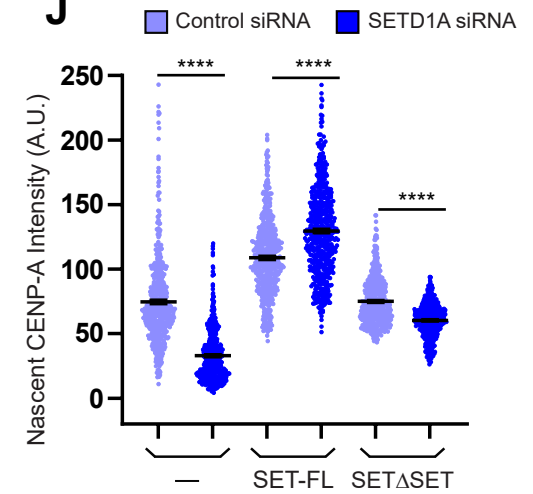 J
Control siRNA SETD1A siRNA
Nascent CENP-A Intensity (A.U.)
250
200
150
100
50
0
**** **** ****
— SET-FL SETΔSET